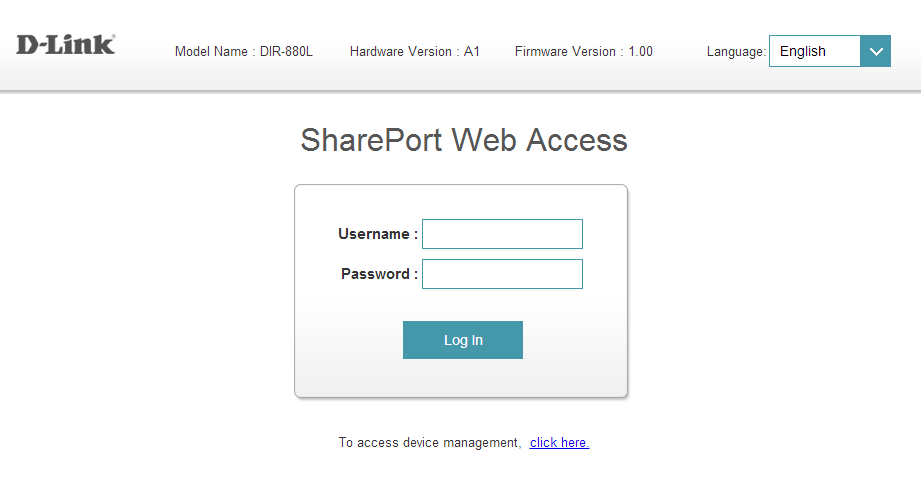 D-Link
Model Name : DIR-880L Hardware Version : A1 Firmware Version : 1.00 Language: English
SharePort Web Access
Username :
Password :
Log In
To access device management, click here.